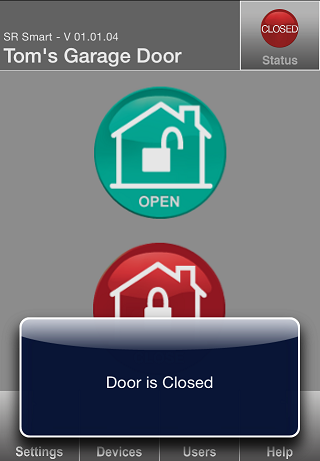 SR Smart - V 01.01.04
Tom's Garage Door
CLOSED
Status
OPEN
Door is Closed
Settings Devices Users Help